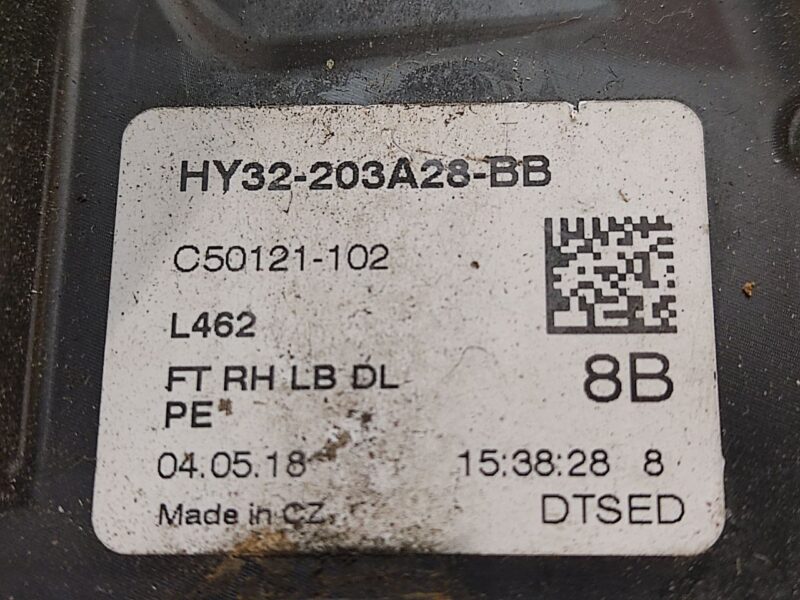 HY32-203A28-BB
C50121-102
L462
FT RH LB DL
PE
8B
04.05.18 15:38:28 8
Made in CZ. DTSED